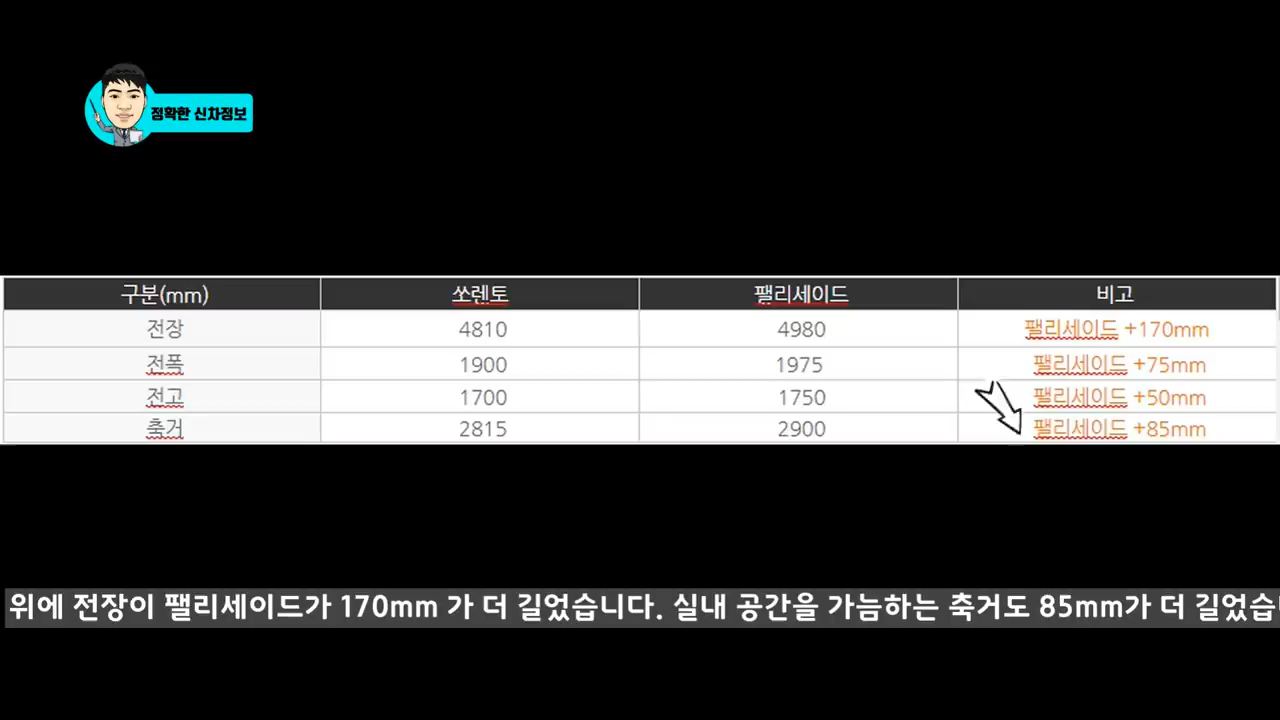 정확한 신차정보
구분(mm) 쏘렌토 팰리세이드 비고
전장 4810 4980 팰리세이드 +170mm
전폭 1900 1975 팰리세이드 +75mm
전고 1700 1750 팰리세이드 +50mm
축거 2815 2900 팰리세이드 +85mm
위에 전장이 팰리세이드가 170mm 가 더 길었습니다. 실내 공간을 가늠하는 축거도 85mm가 더 길었습